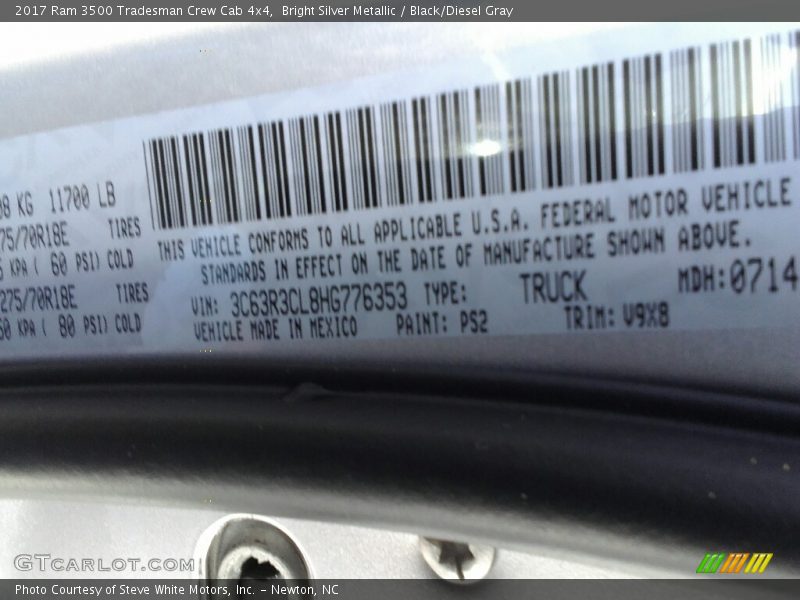 2017 Ram 3500 Tradesman Crew Cab 4x4, Bright Silver Metallic / Black/Diesel Gray
KG 11700 LB
75/70R18E TIRES
KPA ( 60 PSI) COLD
275/70R18E TIRES
KPA ( 80 PSI) COLD
THIS VEHICLE CONFORMS TO ALL APPLICABLE U.S.A. FEDERAL MOTOR VEHICLE
STANDARDS IN EFFECT ON THE DATE OF MANUFACTURE SHOWN ABOVE.
VIN: 3C63R3CL8HG776353 TYPE: TRUCK MDH:0714
VEHICLE MADE IN MEXICO PAINT: PS2 TRIM: V9X8
GTCARLOT.COM
Photo Courtesy of Steve White Motors, Inc. – Newton, NC